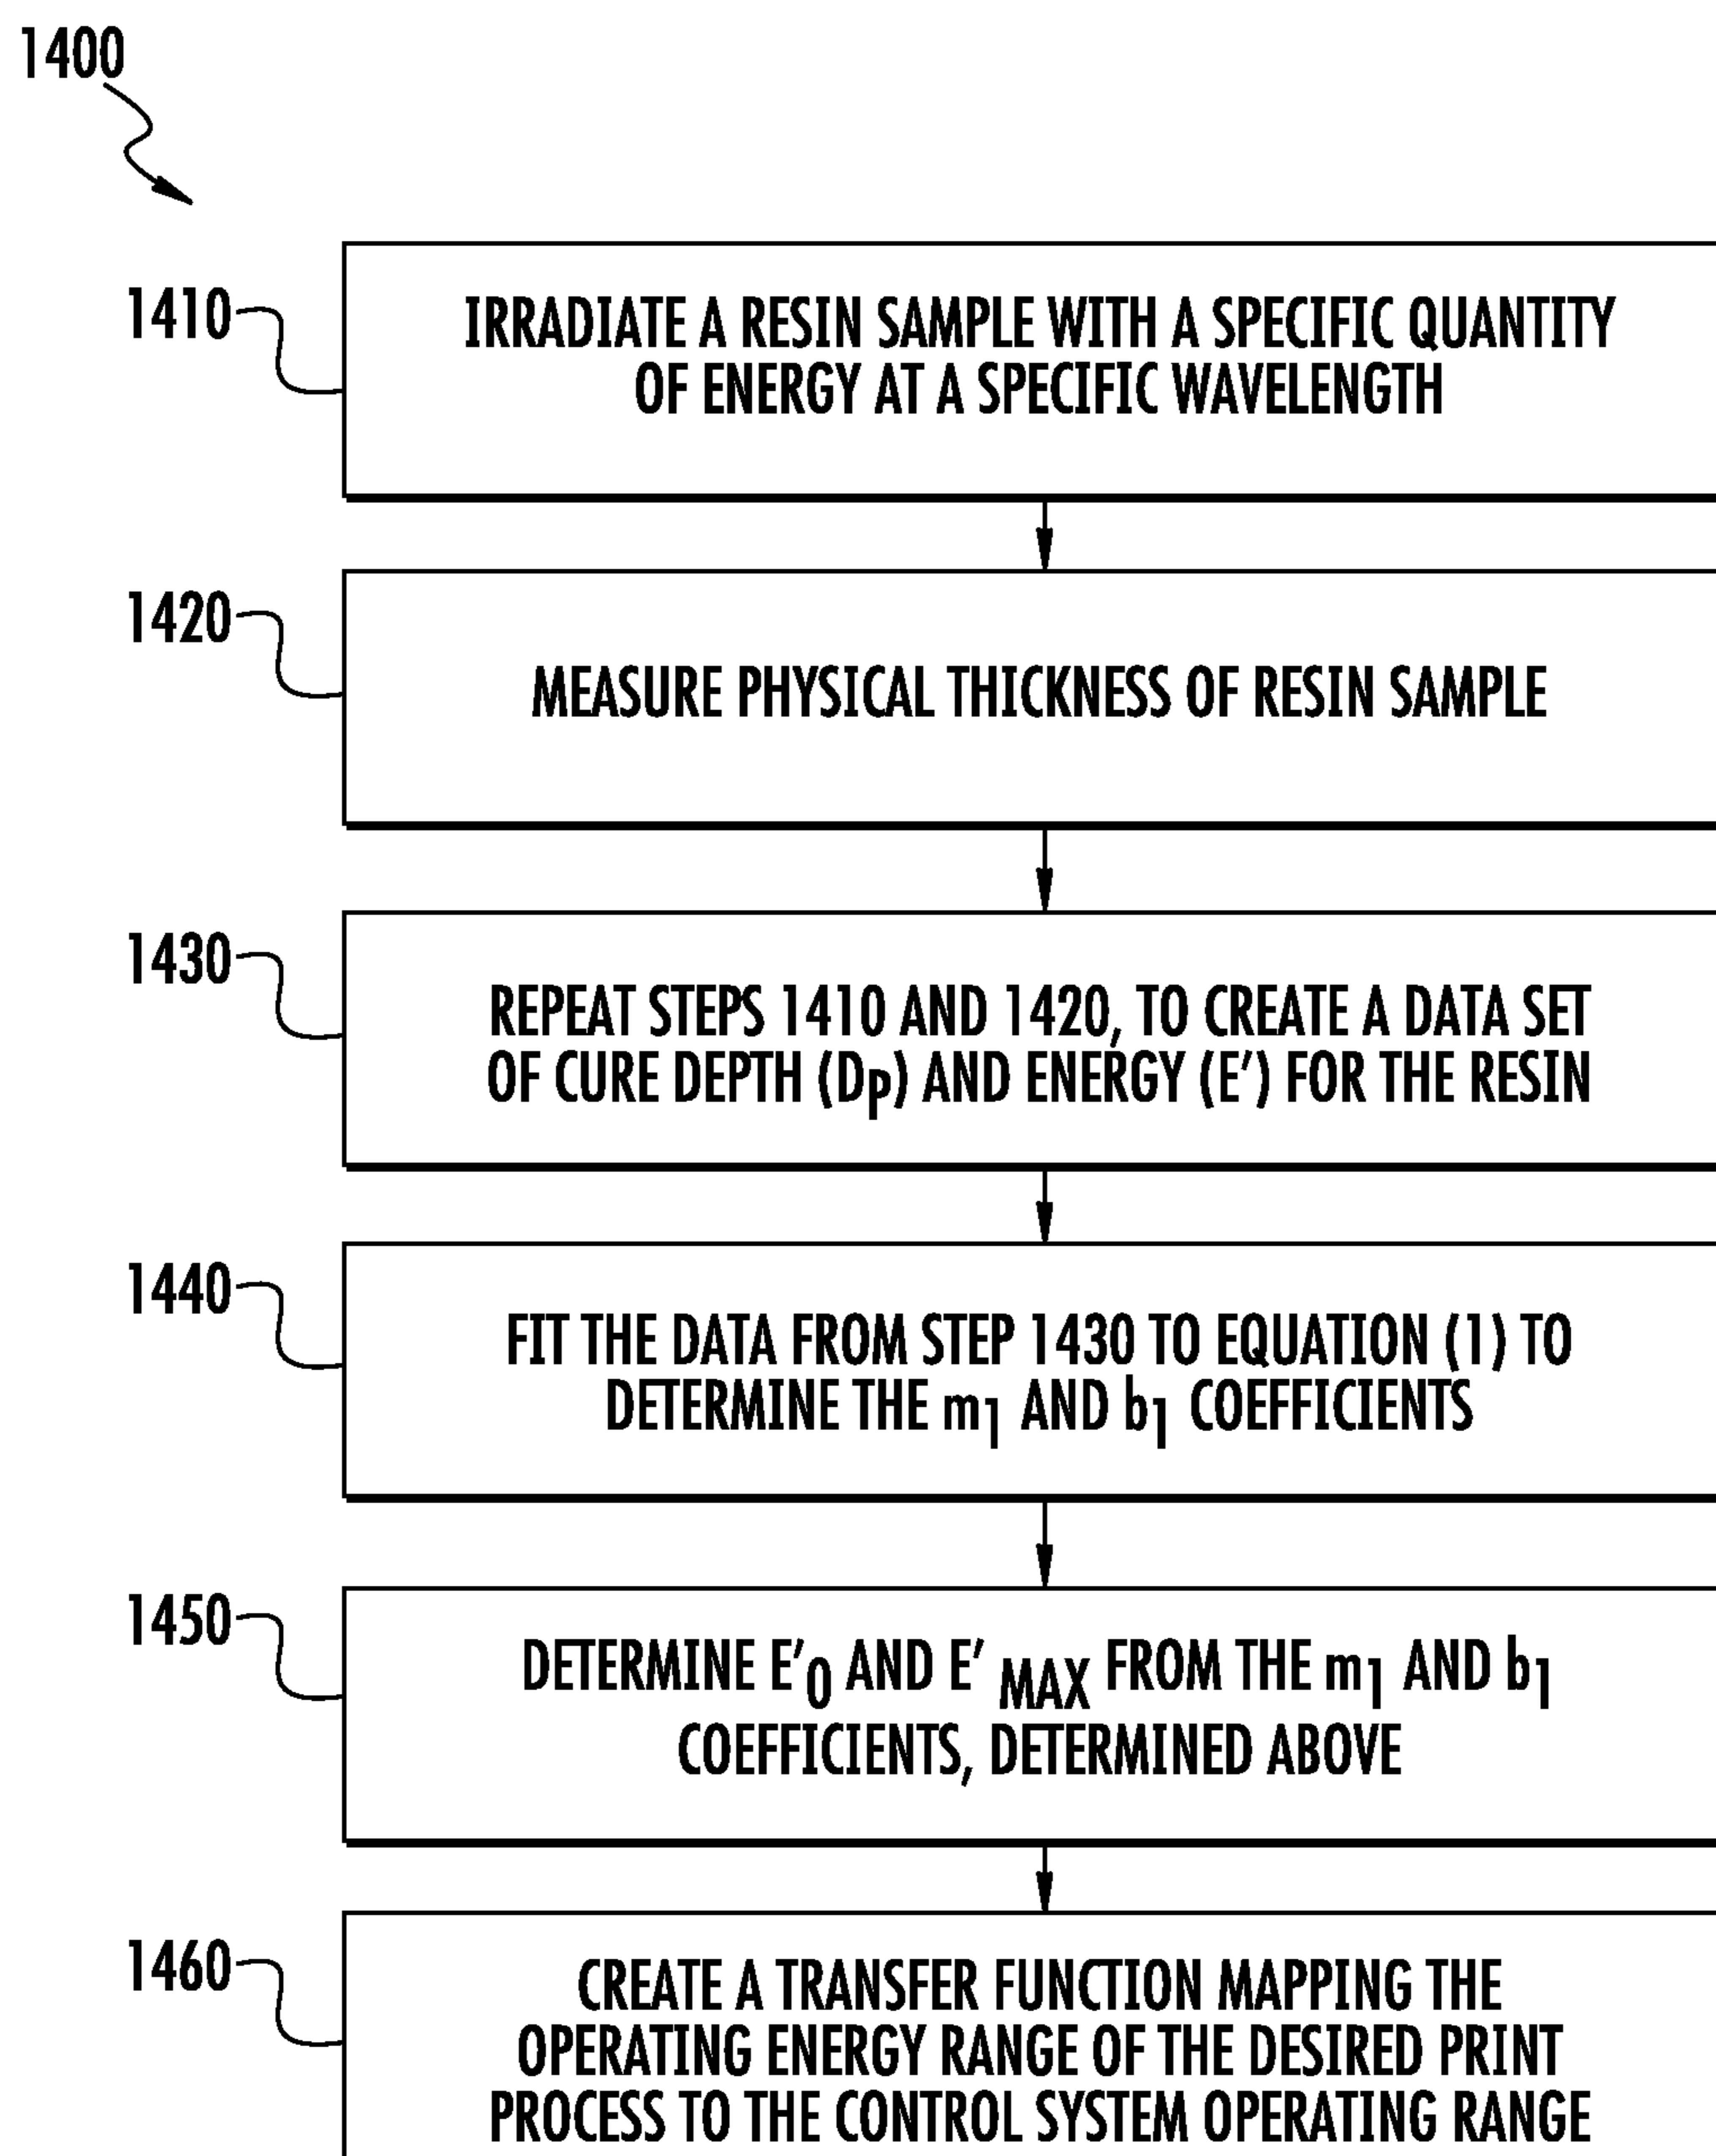 1400
1410
IRRADIATE A RESIN SAMPLE WITH A SPECIFIC QUANTITY
OF ENERGY AT A SPECIFIC WAVELENGTH
1420
MEASURE PHYSICAL THICKNESS OF RESIN SAMPLE
1430
REPEAT STEPS 1410 AND 1420, TO CREATE A DATA SET
OF CURE DEPTH (Dp) AND ENERGY (E′) FOR THE RESIN
1440
FIT THE DATA FROM STEP 1430 TO EQUATION (1) TO
DETERMINE THE m1 AND b1 COEFFICIENTS
1450
DETERMINE E′0 AND E′ MAX FROM THE m1 AND b1
COEFFICIENTS, DETERMINED ABOVE
1460
CREATE A TRANSFER FUNCTION MAPPING THE
OPERATING ENERGY RANGE OF THE DESIRED PRINT
PROCESS TO THE CONTROL SYSTEM OPERATING RANGE